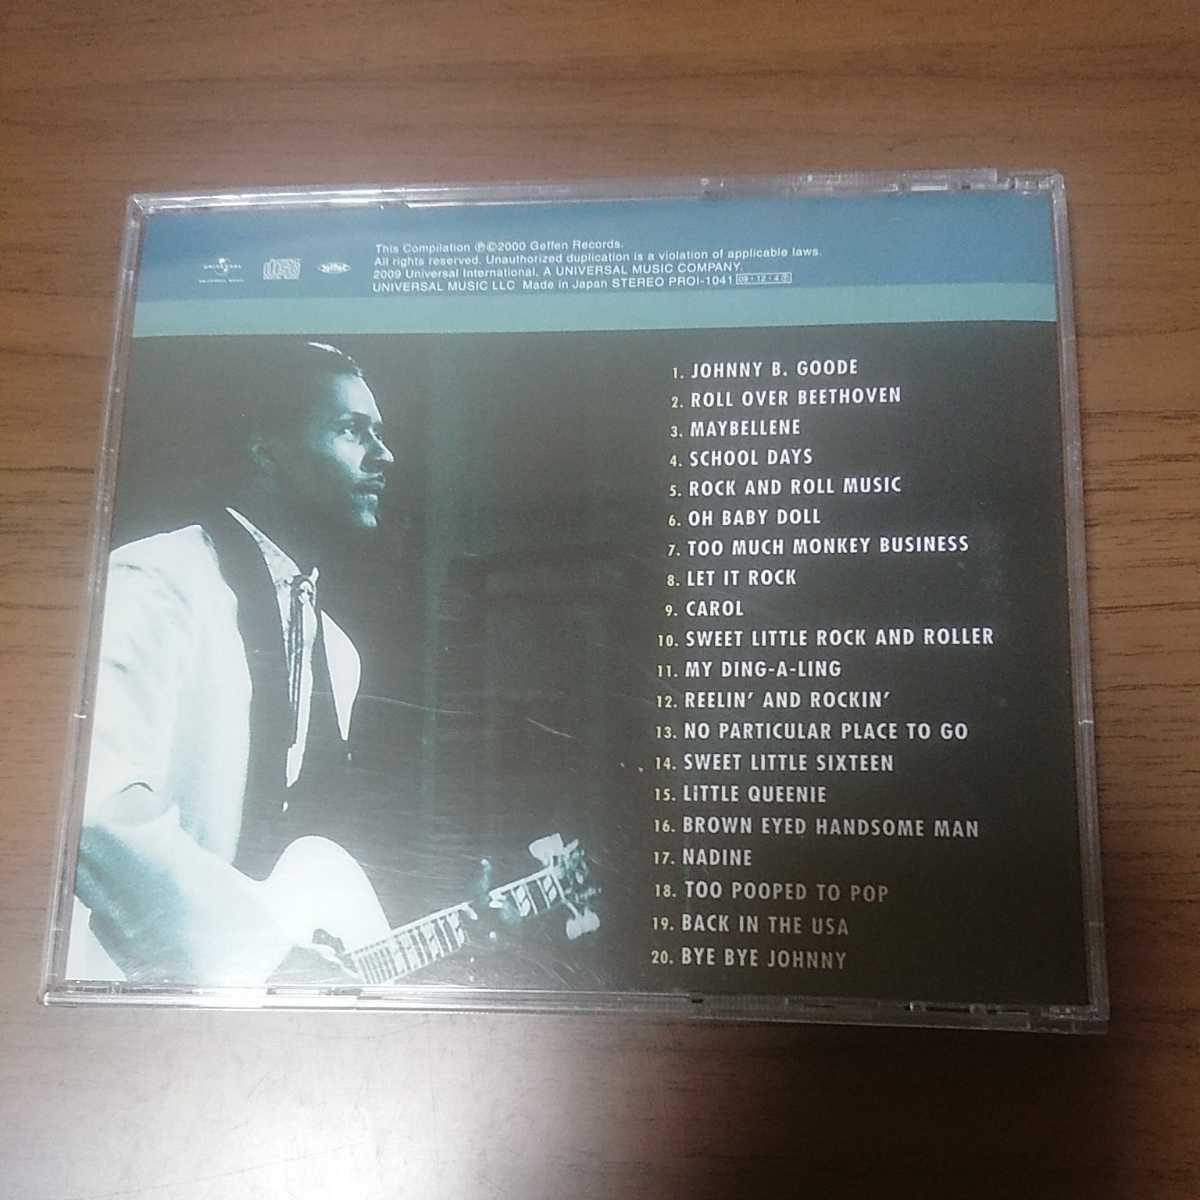 This Compilation ℗©2000 Geffen Records.
All rights reserved. Unauthorized duplication is a violation of applicable laws.
2009 Universal International, A UNIVERSAL MUSIC COMPANY.
UNIVERSAL MUSIC LLC Made in Japan STEREO PROI-1041 09・12・4
UNIVERSAL
1. JOHNNY B. GOODE
2. ROLL OVER BEETHOVEN
3. MAYBELLENE
4. SCHOOL DAYS
5. ROCK AND ROLL MUSIC
6. OH BABY DOLL
7. TOO MUCH MONKEY BUSINESS
8. LET IT ROCK
9. CAROL
10. SWEET LITTLE ROCK AND ROLLER
11. MY DING-A-LING
12. REELIN' AND ROCKIN'
13. NO PARTICULAR PLACE TO GO
14. SWEET LITTLE SIXTEEN
15. LITTLE QUEENIE
16. BROWN EYED HANDSOME MAN
17. NADINE
18. TOO POOPED TO POP
19. BACK IN THE USA
20. BYE BYE JOHNNY